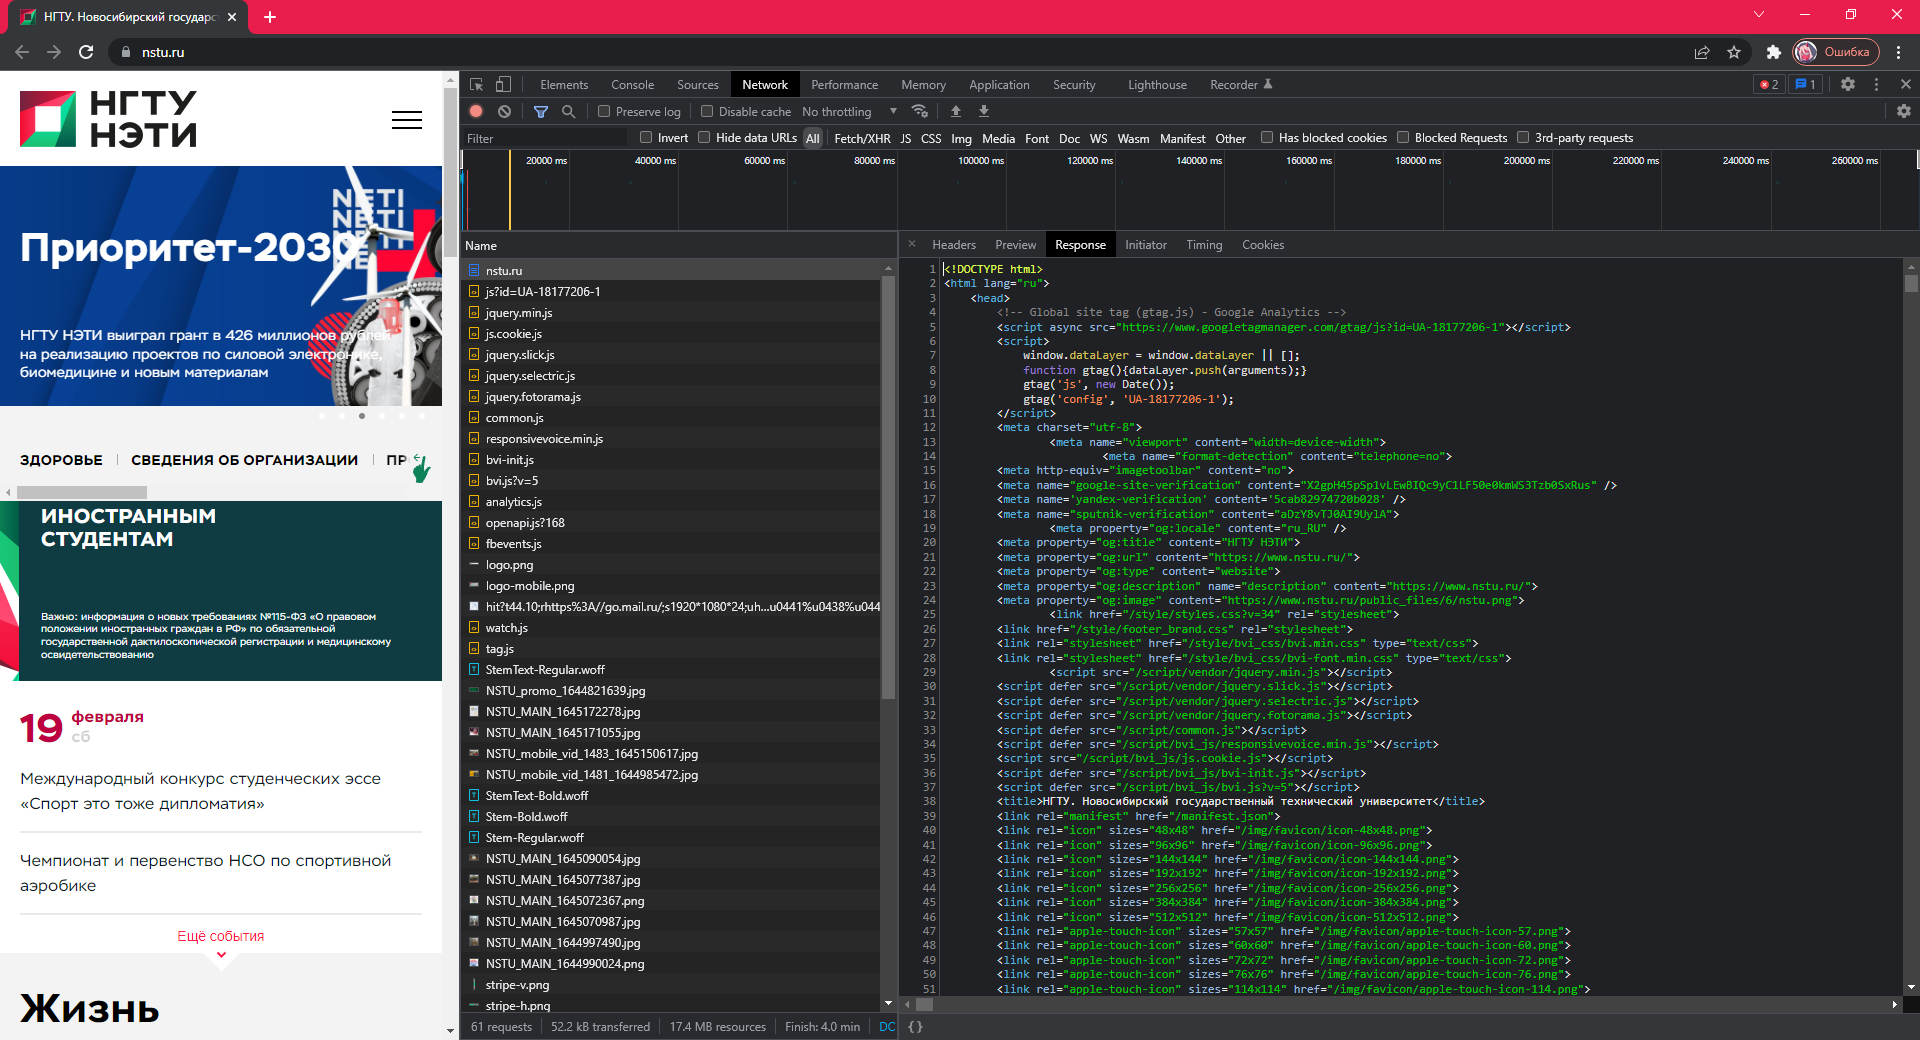 НГТУ. Новосибирский государс
nstu.ru
Ошибка
НГТУ
НЭТИ
NETI
NETI
NETI
NE
Приоритет-2030
НГТУ НЭТИ выиграл грант в 426 миллионов рублей
на реализацию проектов по силовой электронике,
биомедицине и новым материалам
ЗДОРОВЬЕ
СВЕДЕНИЯ ОБ ОРГАНИЗАЦИИ
ПР
ИНОСТРАННЫМ
СТУДЕНТАМ
Важно: информация о новых требованиях №115-ФЗ «О правовом
положении иностранных граждан в РФ» по обязательной
государственной дактилоскопической регистрации и медицинскому
освидетельствованию
19 февраля
сб
Международный конкурс студенческих эссе
«Спорт это тоже дипломатия»
Чемпионат и первенство НСО по спортивной
аэробике
Ещё события
Жизнь
Elements Console Sources Network Performance Memory Application Security Lighthouse Recorder 2 1
Preserve log Disable cache No throttling
Filter Invert Hide data URLs All Fetch/XHR JS CSS Img Media Font Doc WS Wasm Manifest Other Has blocked cookies Blocked Requests 3rd-party requests
20000 ms 40000 ms 60000 ms 80000 ms 100000 ms 120000 ms 140000 ms 160000 ms 180000 ms 200000 ms 220000 ms 240000 ms 260000 ms
Name
nstu.ru
js?id=UA-18177206-1
jquery.min.js
js.cookie.js
jquery.slick.js
jquery.selectric.js
jquery.fotorama.js
common.js
responsivevoice.min.js
bvi-init.js
bvi.js?v=5
analytics.js
openapi.js?168
fbevents.js
logo.png
logo-mobile.png
hit?t44.10;rhttps%3A//go.mail.ru/;s1920*1080*24;uh...u0441%u0438%u044
watch.js
tag.js
StemText-Regular.woff
NSTU_promo_1644821639.jpg
NSTU_MAIN_1645172278.jpg
NSTU_MAIN_1645171055.jpg
NSTU_mobile_vid_1483_1645150617.jpg
NSTU_mobile_vid_1481_1644985472.jpg
StemText-Bold.woff
Stem-Bold.woff
Stem-Regular.woff
NSTU_MAIN_1645090054.jpg
NSTU_MAIN_1645077387.jpg
NSTU_MAIN_1645072367.png
NSTU_MAIN_1645070987.jpg
NSTU_MAIN_1644997490.jpg
NSTU_MAIN_1644990024.png
stripe-v.png
stripe-h.png
61 requests 52.2 kB transferred 17.4 MB resources Finish: 4.0 min DC
Headers Preview Response Initiator Timing Cookies
1 <!DOCTYPE html>
2 <html lang="ru">
3 <head>
4 <!-- Global site tag (gtag.js) - Google Analytics -->
5 <script async src="https://www.googletagmanager.com/gtag/js?id=UA-18177206-1"></script>
6 <script>
7 window.dataLayer = window.dataLayer || [];
8 function gtag(){dataLayer.push(arguments);}
9 gtag('js', new Date());
10 gtag('config', 'UA-18177206-1');
11 </script>
12 <meta charset="utf-8">
13 <meta name="viewport" content="width=device-width">
14 <meta name="format-detection" content="telephone=no">
15 <meta http-equiv="imagetoolbar" content="no">
16 <meta name="google-site-verification" content="X2gpH45pSp1vLEwBIQc9yC1LF50e0kmWS3Tzb0SxRus" />
17 <meta name='yandex-verification' content='5cab82974720b028' />
18 <meta name="sputnik-verification" content="aDzY8vTJ0AI9UylA">
19 <meta property="og:locale" content="ru_RU" />
20 <meta property="og:title" content="НГТУ НЭТИ">
21 <meta property="og:url" content="https://www.nstu.ru/">
22 <meta property="og:type" content="website">
23 <meta property="og:description" name="description" content="https://www.nstu.ru/">
24 <meta property="og:image" content="https://www.nstu.ru/public_files/6/nstu.png">
25 <link href="/style/styles.css?v=34" rel="stylesheet">
26 <link href="/style/footer_brand.css" rel="stylesheet">
27 <link rel="stylesheet" href="/style/bvi_css/bvi.min.css" type="text/css">
28 <link rel="stylesheet" href="/style/bvi_css/bvi-font.min.css" type="text/css">
29 <script src="/script/vendor/jquery.min.js"></script>
30 <script defer src="/script/vendor/jquery.slick.js"></script>
31 <script defer src="/script/vendor/jquery.selectric.js"></script>
32 <script defer src="/script/vendor/jquery.fotorama.js"></script>
33 <script defer src="/script/common.js"></script>
34 <script defer src="/script/bvi_js/responsivevoice.min.js"></script>
35 <script src="/script/bvi_js/js.cookie.js"></script>
36 <script defer src="/script/bvi_js/bvi-init.js"></script>
37 <script defer src="/script/bvi_js/bvi.js?v=5"></script>
38 <title>НГТУ. Новосибирский государственный технический университет</title>
39 <link rel="manifest" href="/manifest.json">
40 <link rel="icon" sizes="48x48" href="/img/favicon/icon-48x48.png">
41 <link rel="icon" sizes="96x96" href="/img/favicon/icon-96x96.png">
42 <link rel="icon" sizes="144x144" href="/img/favicon/icon-144x144.png">
43 <link rel="icon" sizes="192x192" href="/img/favicon/icon-192x192.png">
44 <link rel="icon" sizes="256x256" href="/img/favicon/icon-256x256.png">
45 <link rel="icon" sizes="384x384" href="/img/favicon/icon-384x384.png">
46 <link rel="icon" sizes="512x512" href="/img/favicon/icon-512x512.png">
47 <link rel="apple-touch-icon" sizes="57x57" href="/img/favicon/apple-touch-icon-57.png">
48 <link rel="apple-touch-icon" sizes="60x60" href="/img/favicon/apple-touch-icon-60.png">
49 <link rel="apple-touch-icon" sizes="72x72" href="/img/favicon/apple-touch-icon-72.png">
50 <link rel="apple-touch-icon" sizes="76x76" href="/img/favicon/apple-touch-icon-76.png">
51 <link rel="apple-touch-icon" sizes="114x114" href="/img/favicon/apple-touch-icon-114.png">
{}